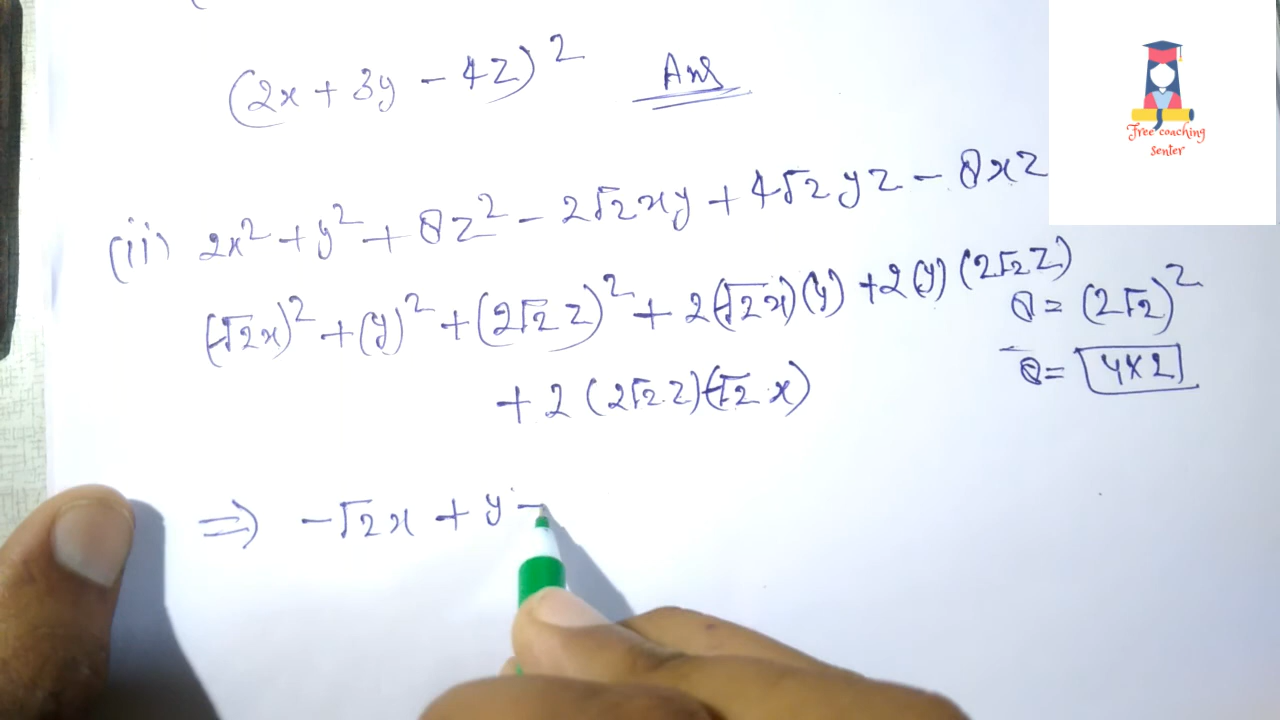 (2x + 3y - 4z)² Ans
Free coaching
senter
(ii) 2x² + y² + 8z² - 2√2xy + 4√2yz - 8xz
(-√2x)² + (y)² + (2√2z)² + 2(-√2x)(y) + 2(y)(2√2z)
+ 2(2√2z)(-√2x)
8 = (2√2)²
8 = 4×2
⇒ -√2x + y -